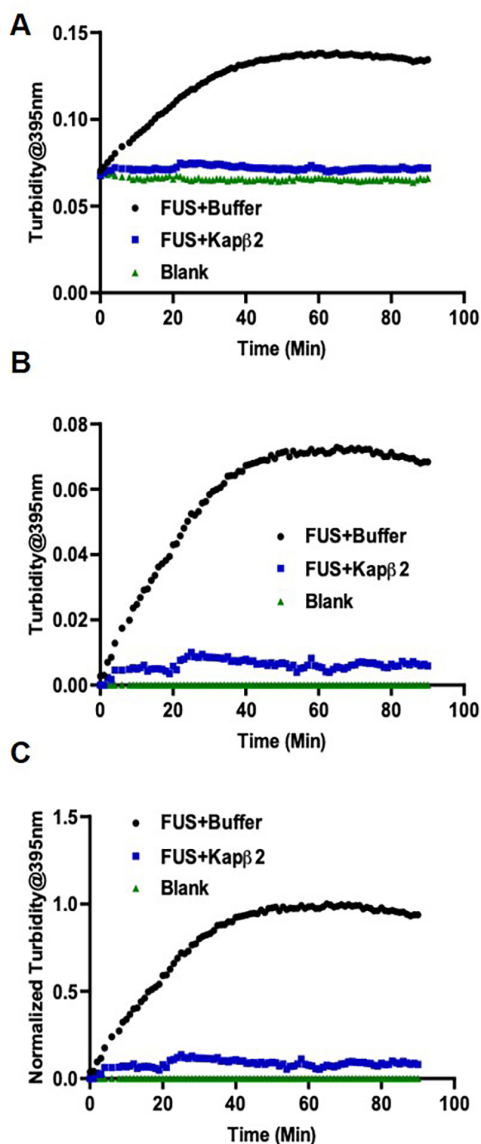 A
0.15
0.10
0.05
0.00
Turbidity@395nm
FUS+Buffer
FUS+Kapβ2
Blank
0 20 40 60 80 100
Time (Min)
B
0.08
0.06
0.04
0.02
0.00
Turbidity@395nm
FUS+Buffer
FUS+Kapβ2
Blank
0 20 40 60 80 100
Time (Min)
C
1.5
1.0
0.5
0.0
Normalized Turbidity@395nm
FUS+Buffer
FUS+Kapβ2
Blank
0 20 40 60 80 100
Time (Min)